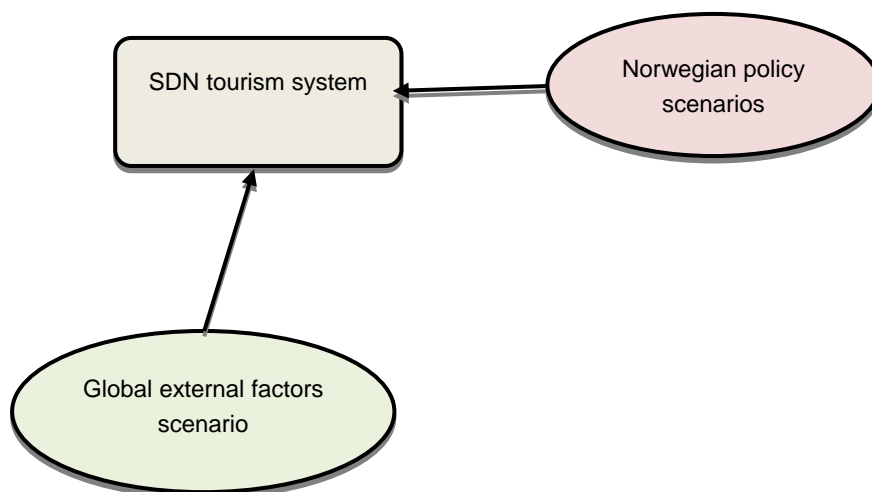 SDN tourism system
Norwegian policy
scenarios
Global external factors
scenario